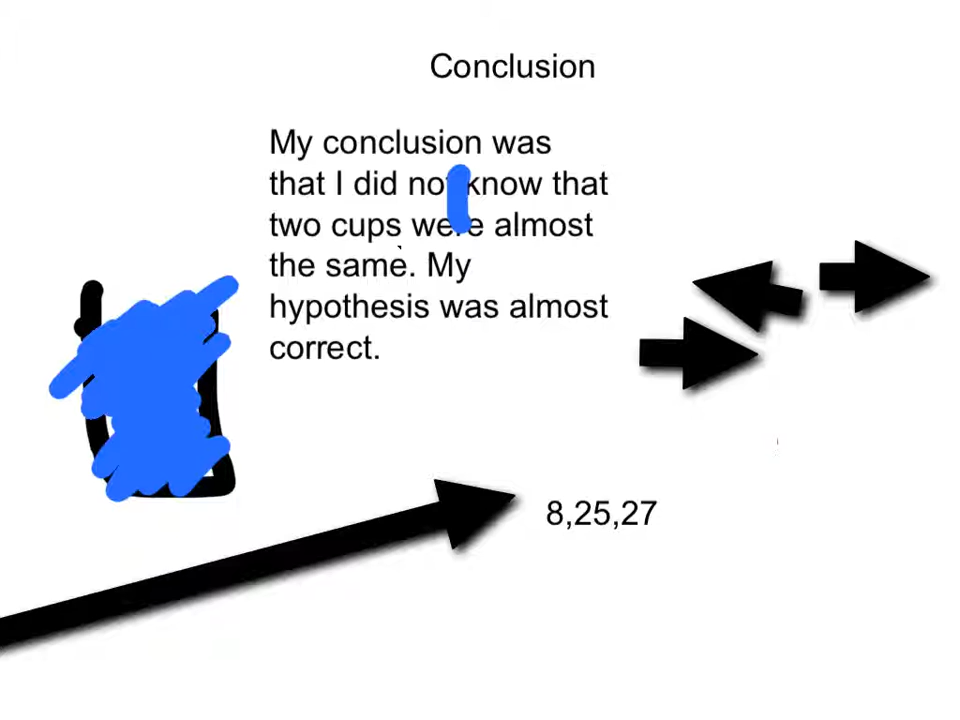 Conclusion
My conclusion was
that I did not know that
two cups were almost
the same. My
hypothesis was almost
correct.
8,25,27